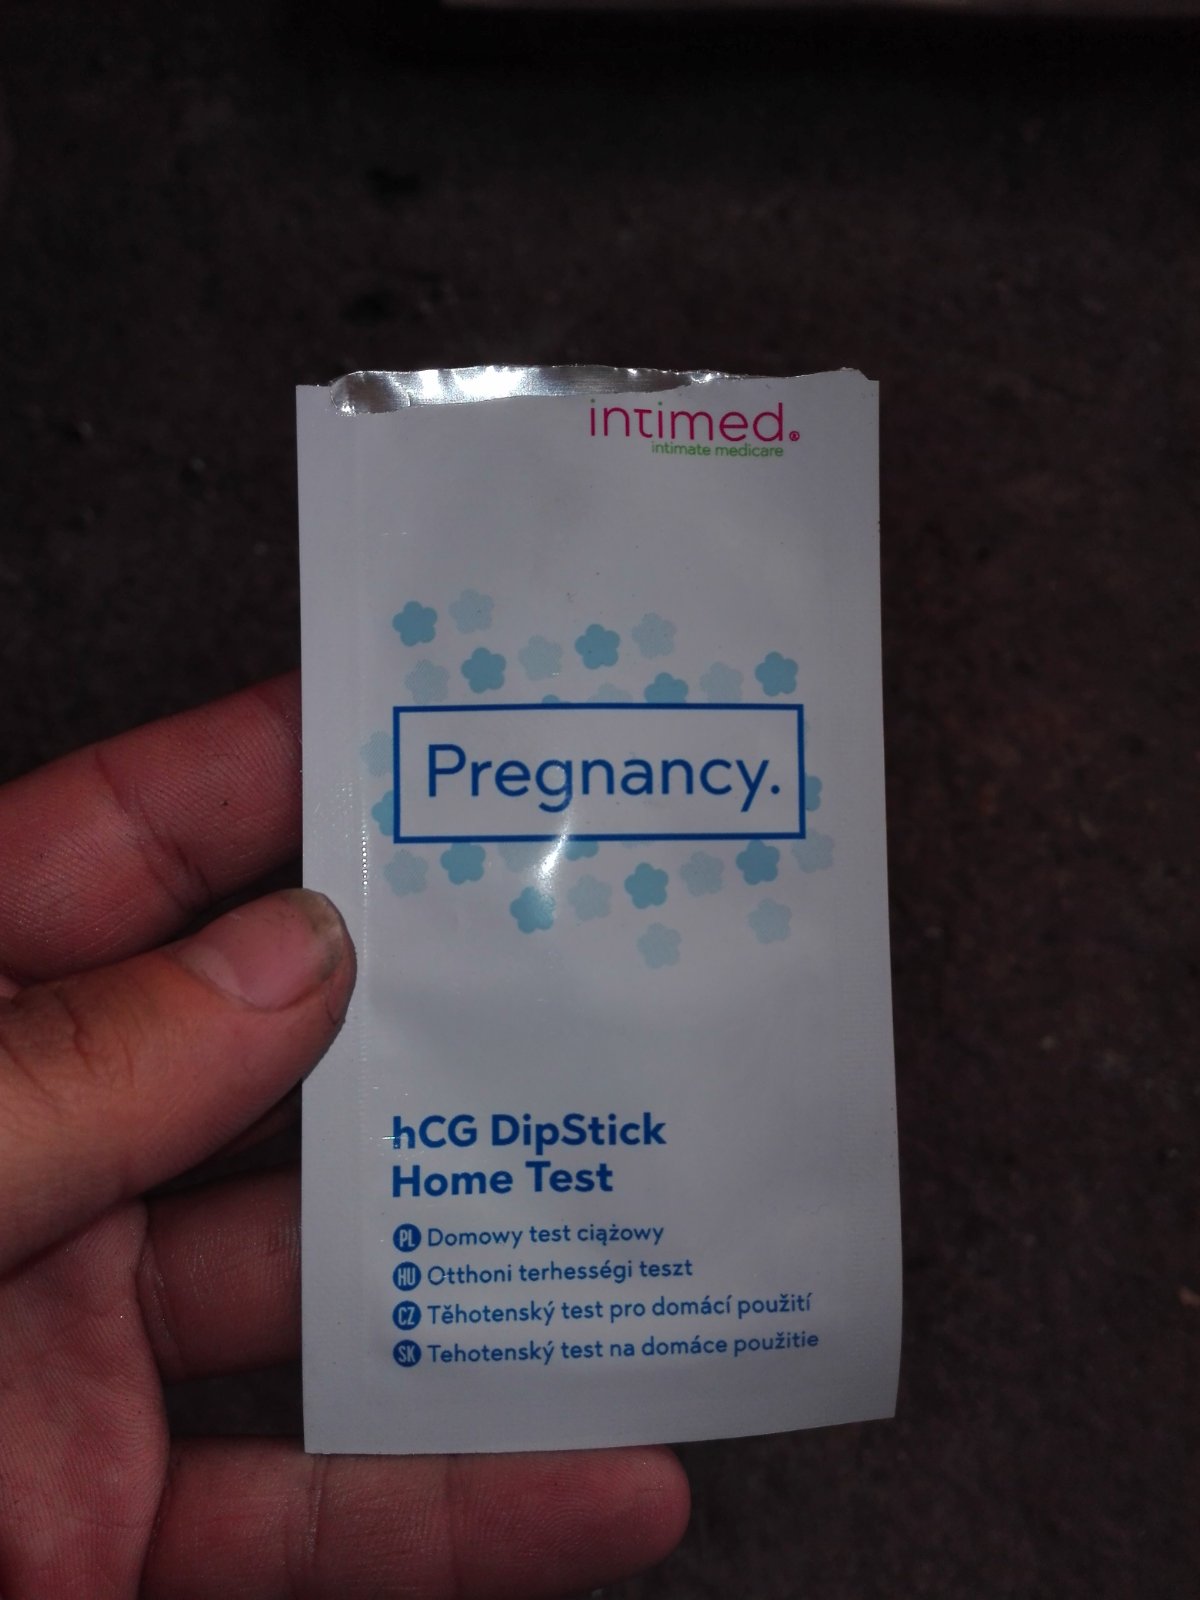 intimed.®
intimate medicare
Pregnancy.
hCG DipStick
Home Test
PL Domowy test ciążowy
HU Otthoni terhességi teszt
CZ Těhotenský test pro domácí použití
SK Tehotenský test na domáce použitie